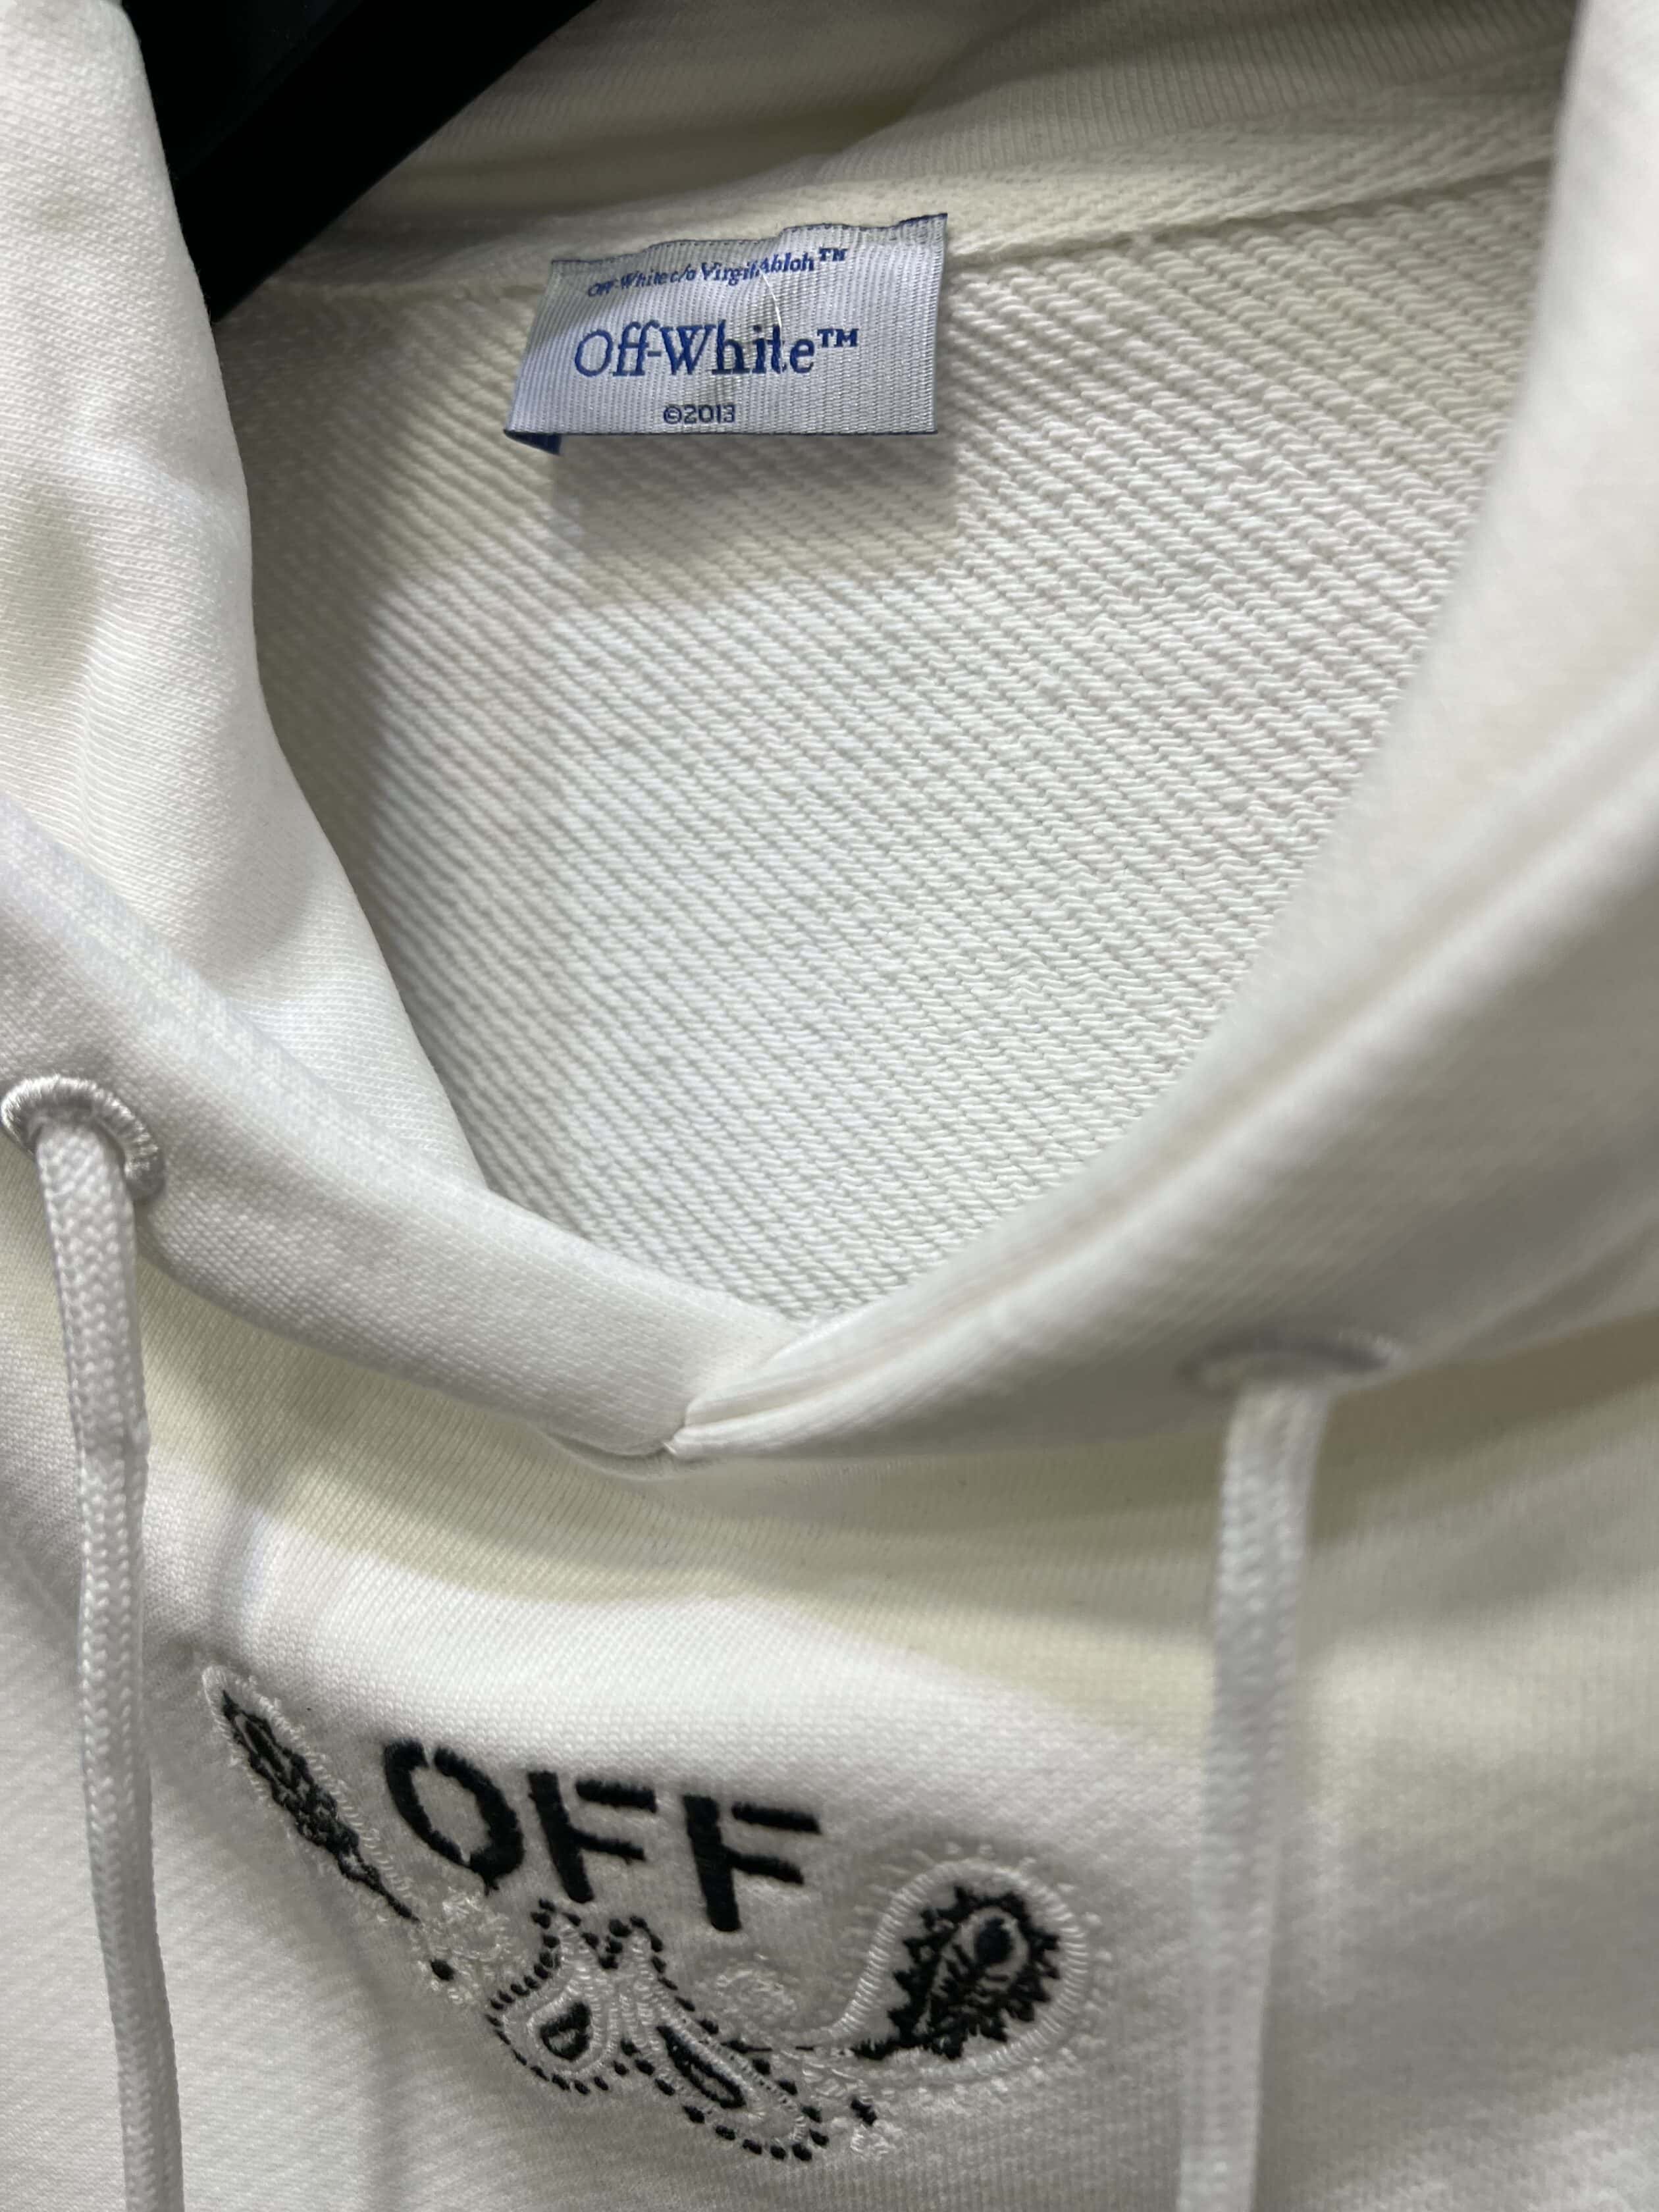 Off-White c/o Virgil Abloh™
Off-White™
©2013
OFF